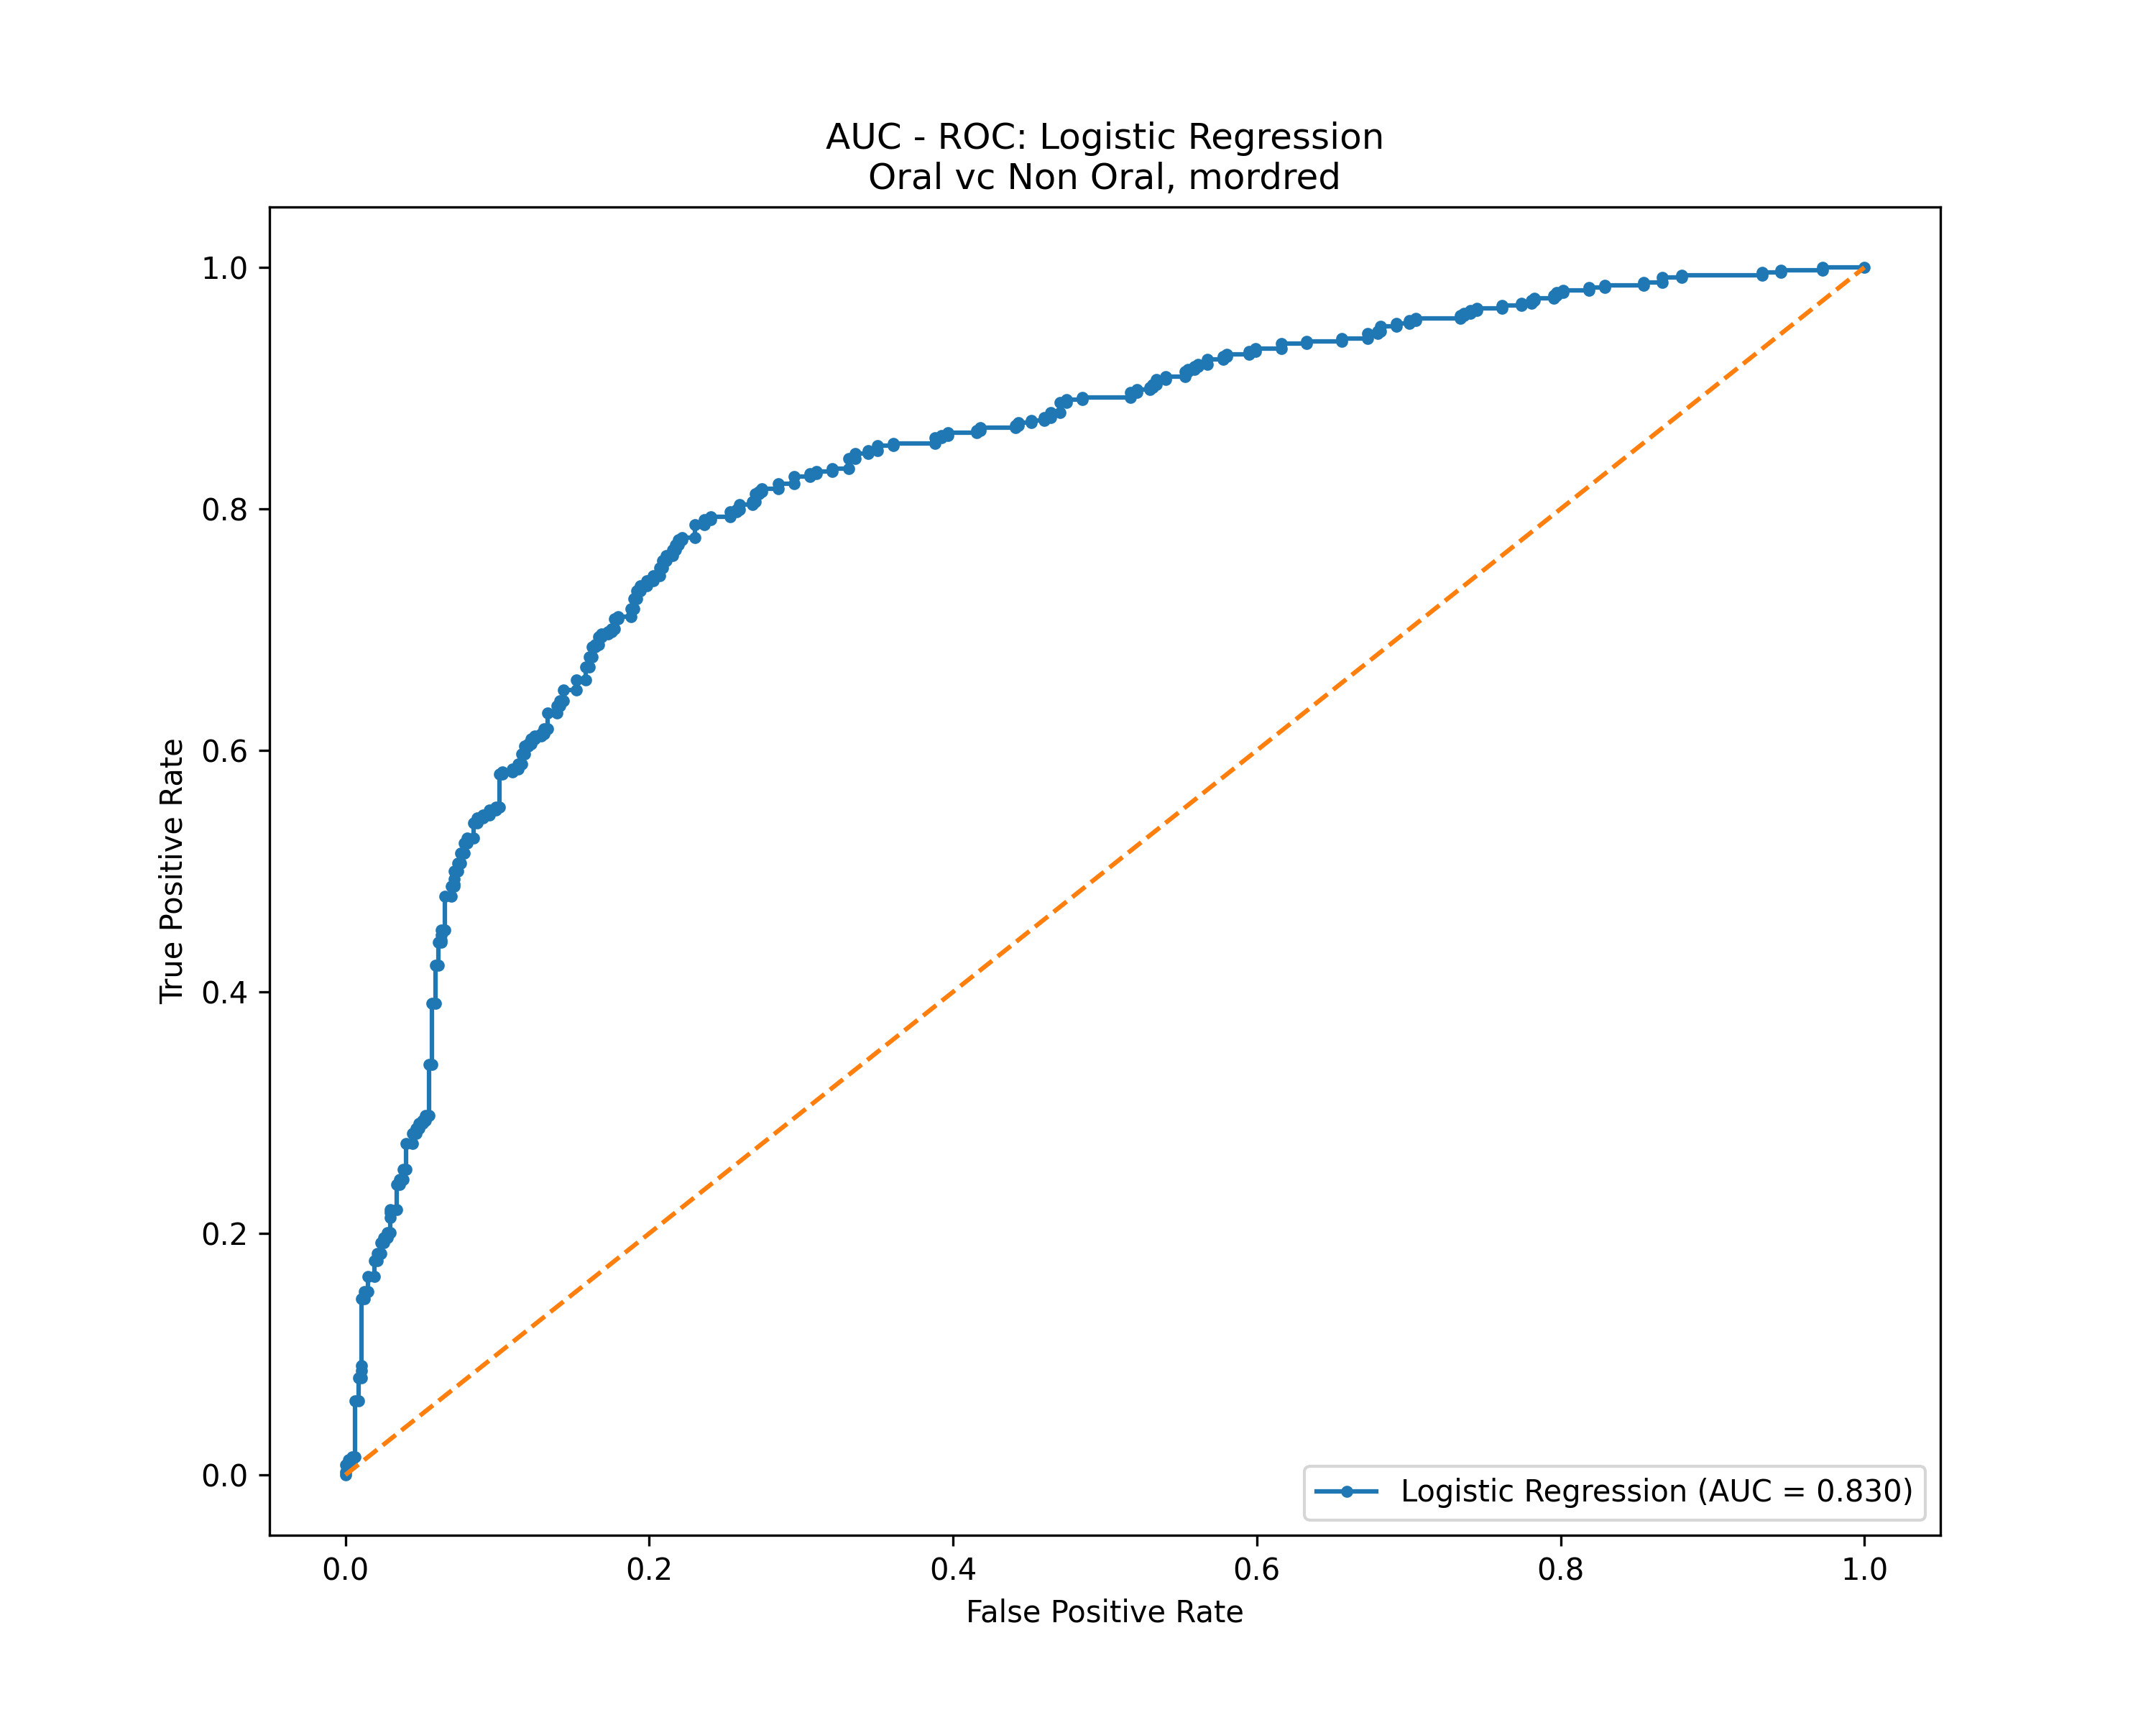 AUC - ROC: Logistic Regression
Oral vc Non Oral, mordred
True Positive Rate
1.0
0.8
0.6
0.4
0.2
0.0
Logistic Regression (AUC = 0.830)
0.0 0.2 0.4 0.6 0.8 1.0
False Positive Rate